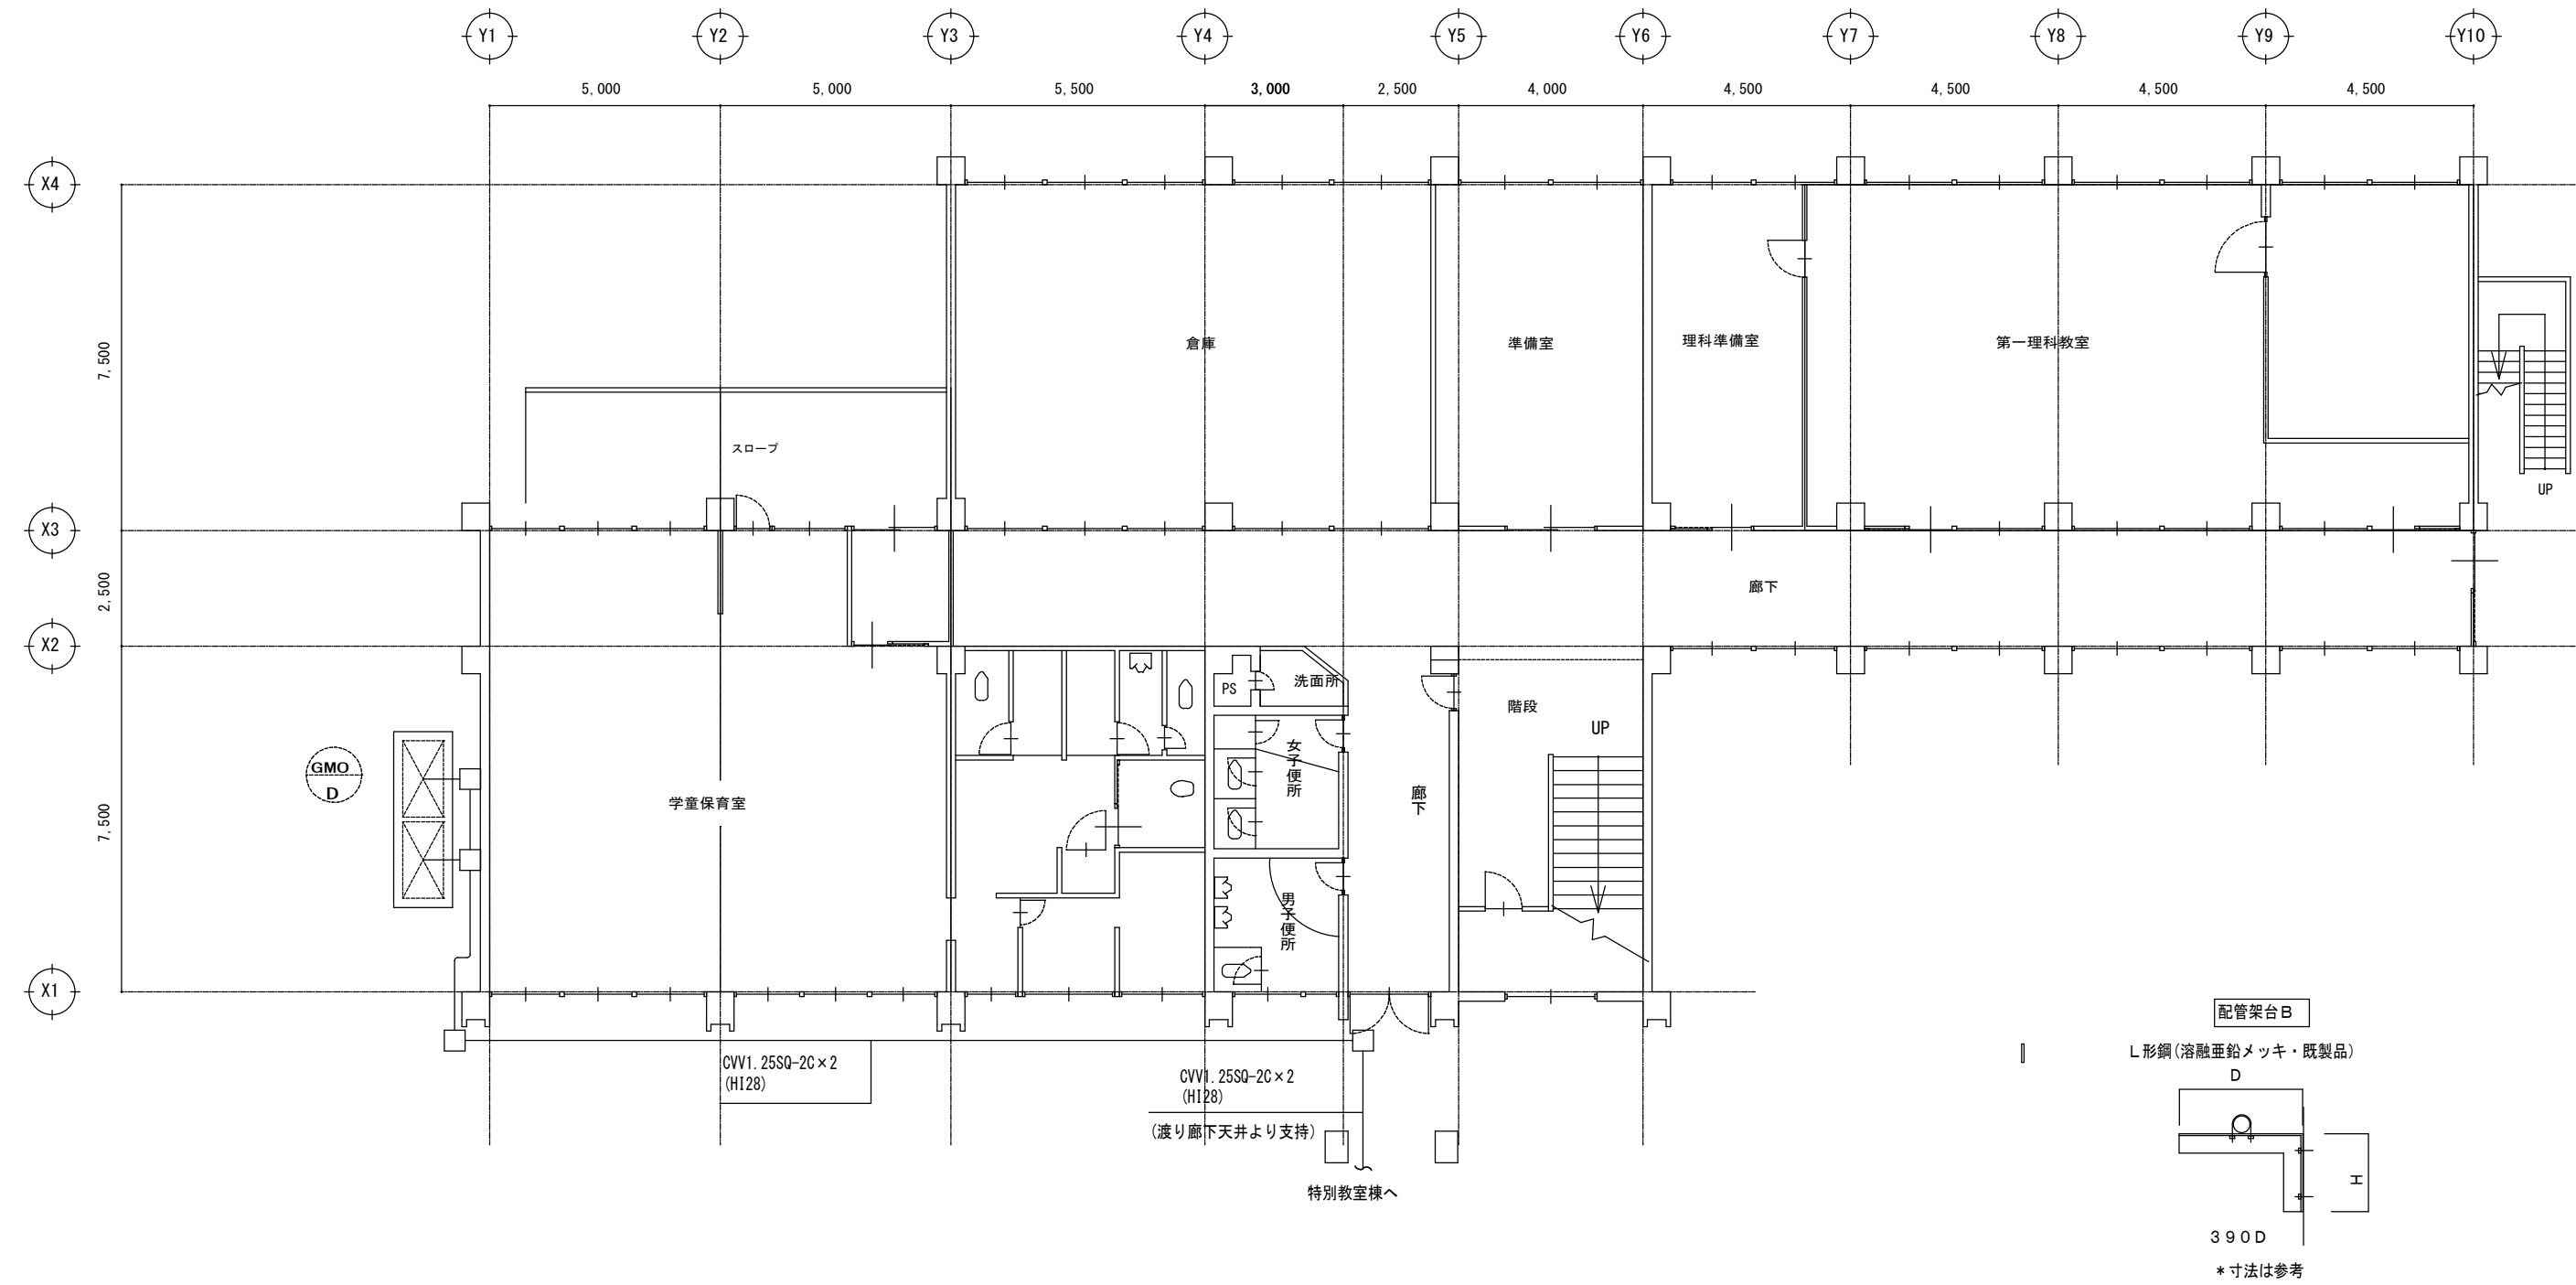 Y1 Y2 Y3 Y4 Y5 Y6 Y7 Y8 Y9 Y10
5,000 5,000 5,500 3,000 2,500 4,000 4,500 4,500 4,500 4,500
X4
7,500
倉庫
準備室
理科準備室
第一理科教室
スロープ
UP
X3
2,500
廊下
X2
PS
洗面所
階段
UP
GMO
D
女子便所
学童保育室
廊下
7,500
男子便所
X1
配管架台B
L形鋼(溶融亜鉛メッキ・既製品)
D
CVV1.25SQ-2C×2
(HI28)
CVV1.25SQ-2C×2
(HI28)
(渡り廊下天井より支持)
H
特別教室棟へ
390D
*寸法は参考